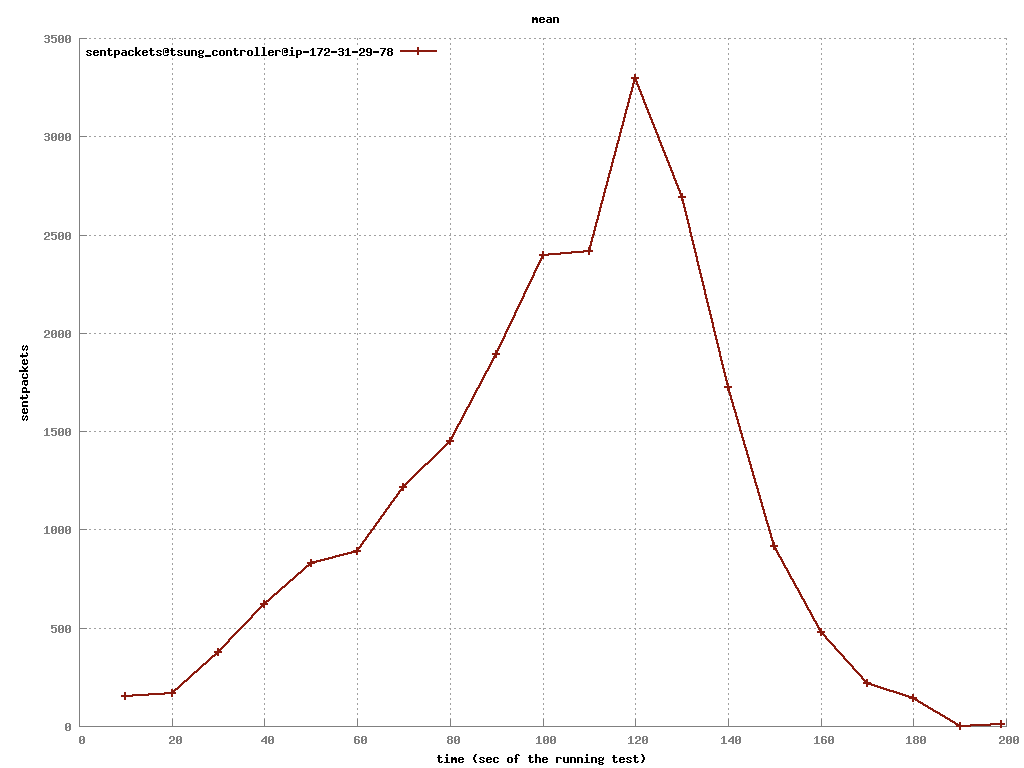 mean
3500
sentpackets@tsung_controller@ip-172-31-29-78
3000
2500
2000
sentpackets
1500
1000
500
0
0 20 40 60 80 100 120 140 160 180 200
time (sec of the running test)